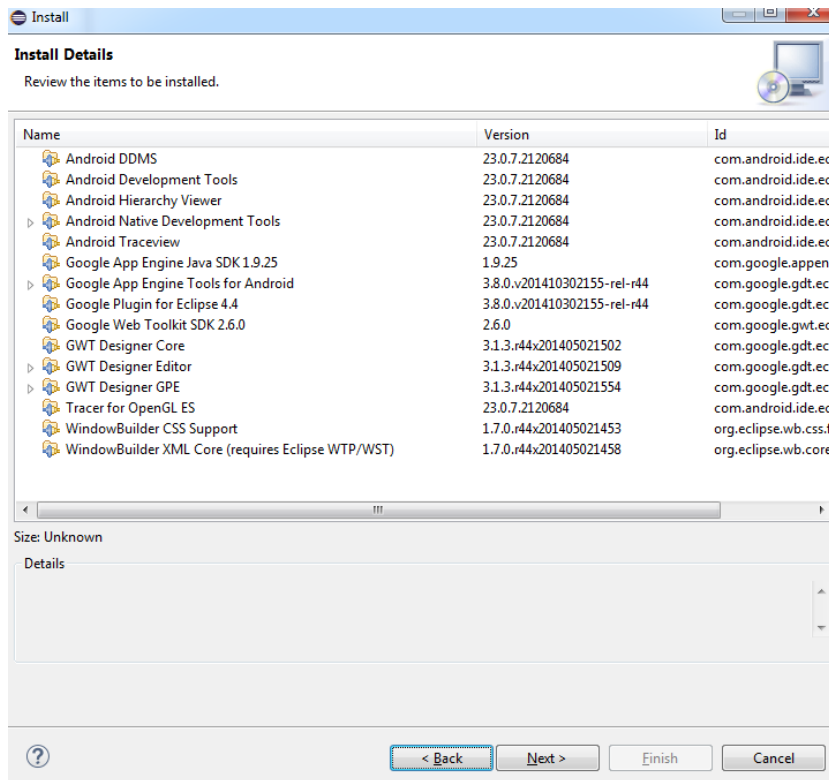 Install
Install Details
Review the items to be installed.
Name Version Id
Android DDMS 23.0.7.2120684 com.android.ide.ec
Android Development Tools 23.0.7.2120684 com.android.ide.ec
Android Hierarchy Viewer 23.0.7.2120684 com.android.ide.ec
Android Native Development Tools 23.0.7.2120684 com.android.ide.ec
Android Traceview 23.0.7.2120684 com.android.ide.ec
Google App Engine Java SDK 1.9.25 1.9.25 com.google.appen
Google App Engine Tools for Android 3.8.0.v201410302155-rel-r44 com.google.gdt.ec
Google Plugin for Eclipse 4.4 3.8.0.v201410302155-rel-r44 com.google.gdt.ec
Google Web Toolkit SDK 2.6.0 2.6.0 com.google.gwt.ec
GWT Designer Core 3.1.3.r44x201405021502 com.google.gdt.ec
GWT Designer Editor 3.1.3.r44x201405021509 com.google.gdt.ec
GWT Designer GPE 3.1.3.r44x201405021554 com.google.gdt.ec
Tracer for OpenGL ES 23.0.7.2120684 com.android.ide.ec
WindowBuilder CSS Support 1.7.0.r44x201405021453 org.eclipse.wb.css.f
WindowBuilder XML Core (requires Eclipse WTP/WST) 1.7.0.r44x201405021458 org.eclipse.wb.core
Size: Unknown
Details
? < Back Next > Finish Cancel